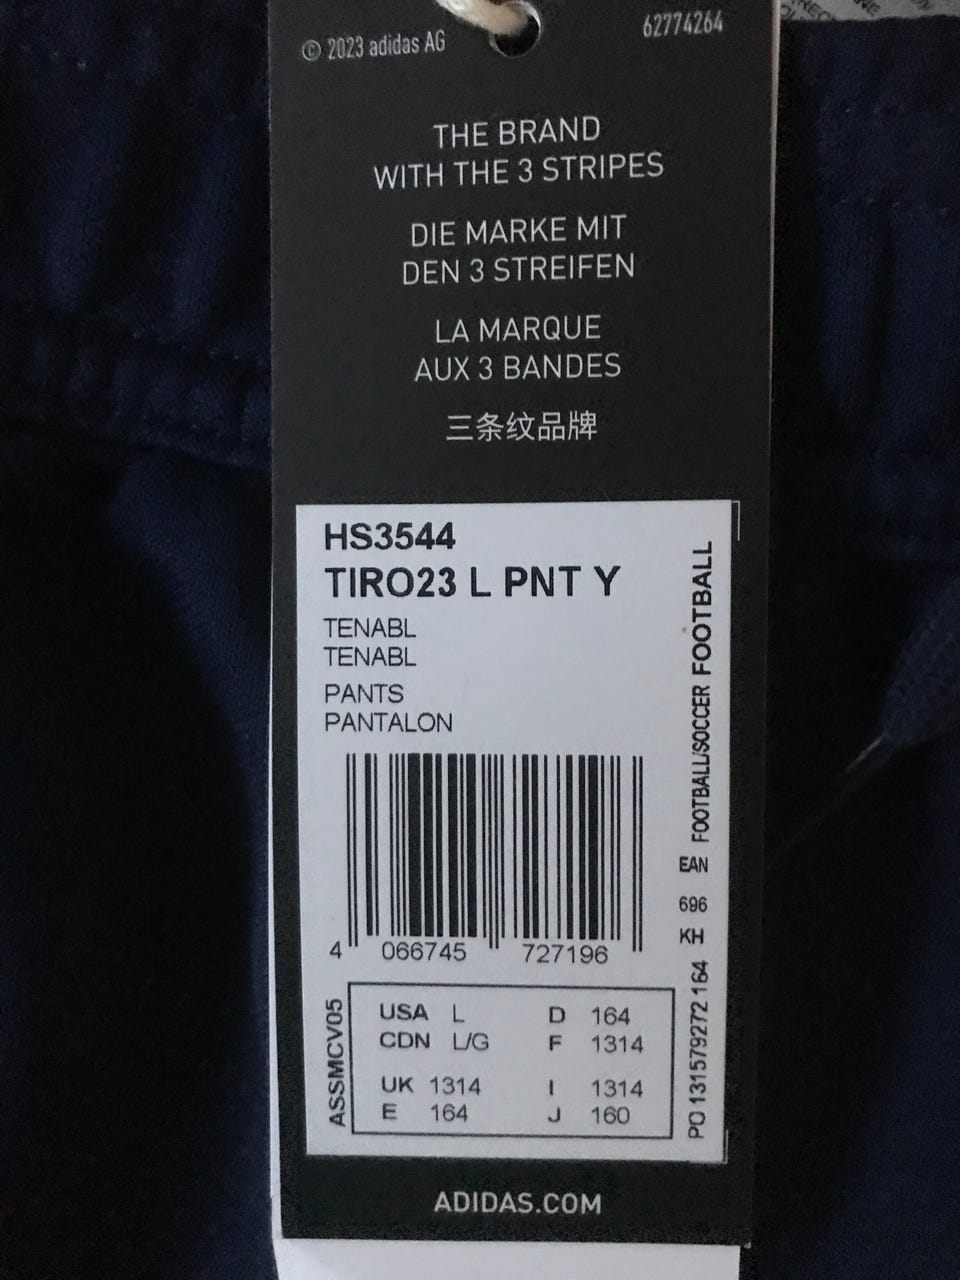 © 2023 adidas AG
62774264
THE BRAND
WITH THE 3 STRIPES
DIE MARKE MIT
DEN 3 STREIFEN
LA MARQUE
AUX 3 BANDES
三条纹品牌
HS3544
TIRO23 L PNT Y
TENABL
TENABL
PANTS
PANTALON
4 066745 727196
FOOTBALL/SOCCER FOOTBALL
EAN
696
KH
PO 131579272 164
ASSMCV05
USA L D 164
CDN L/G F 1314
UK 1314 I 1314
E 164 J 160
ADIDAS.COM